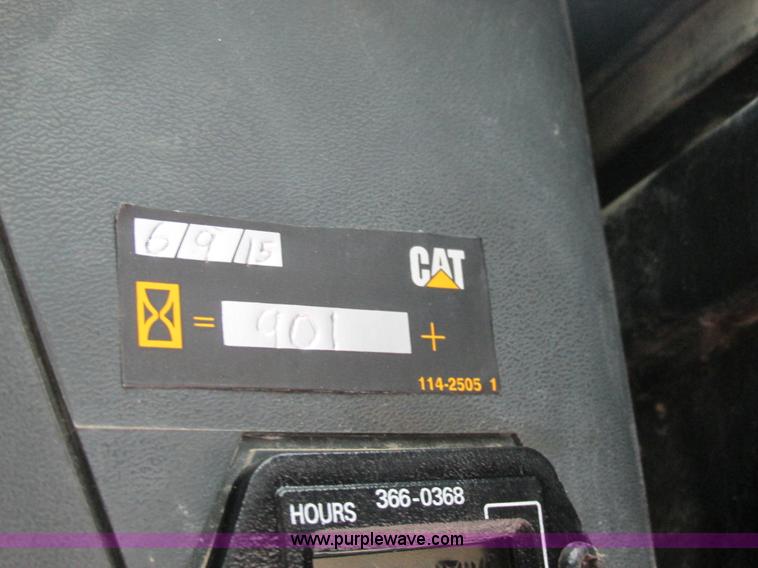 6/9/15
CAT
= 901 +
114-2505 1
HOURS 366-0368
www.purplewave.com